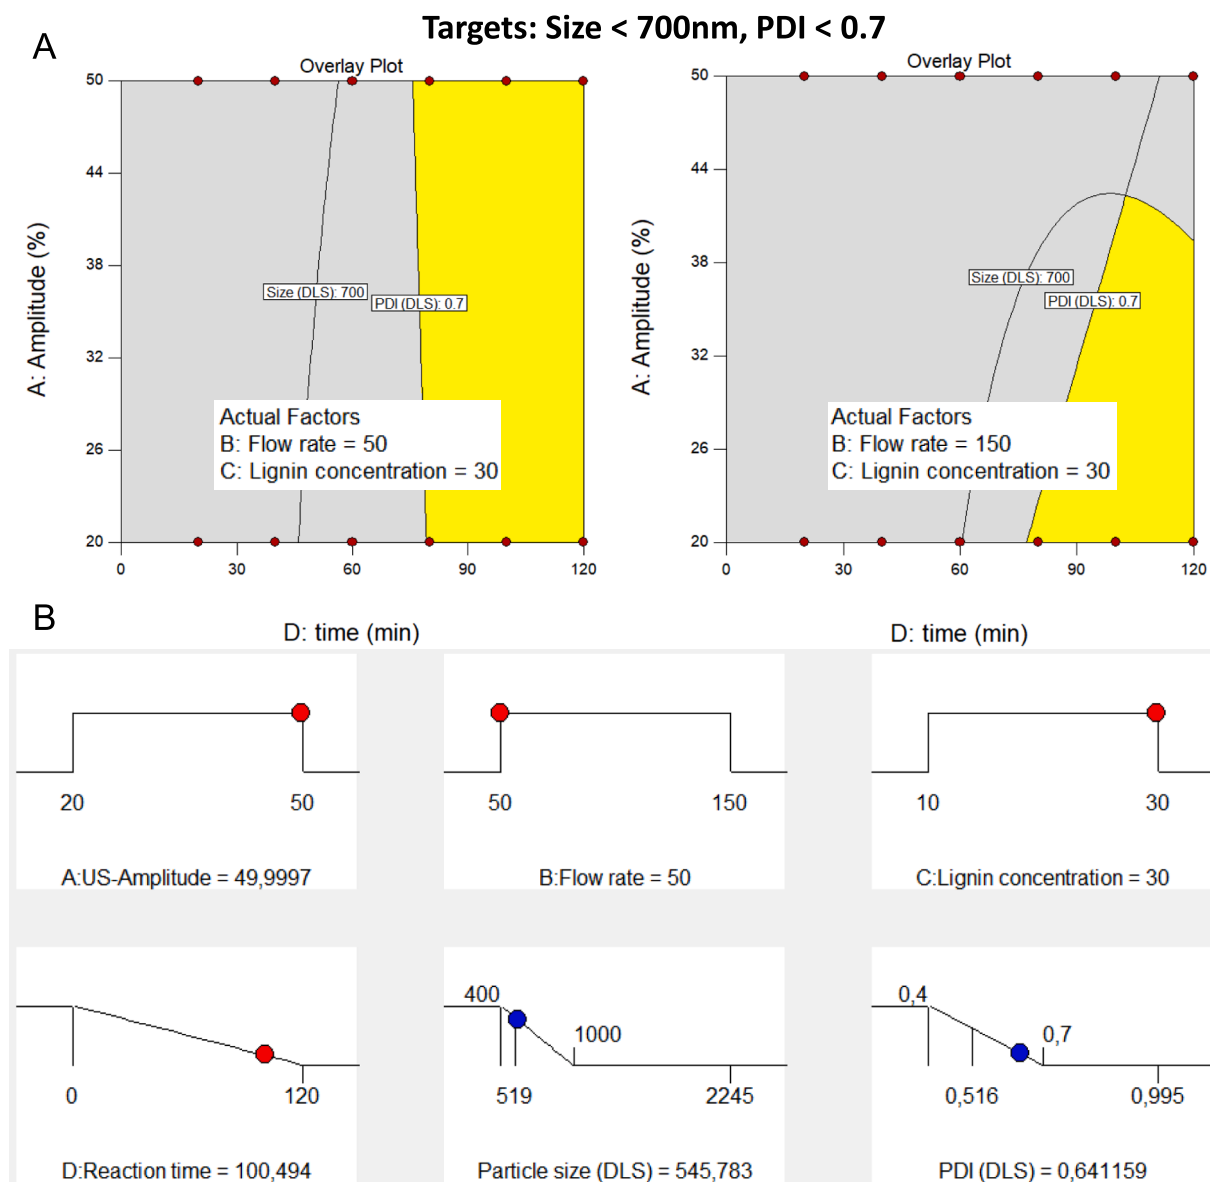 Targets: Size < 700nm, PDI < 0.7
A
Overlay Plot
50
44
38
32
26
20
A: Amplitude (%)
Size (DLS): 700
PDI (DLS): 0.7
Actual Factors
B: Flow rate = 50
C: Lignin concentration = 30
0
30
60
90
120
D: time (min)
Overlay Plot
50
44
38
32
26
20
A: Amplitude (%)
Size (DLS): 700
PDI (DLS): 0.7
Actual Factors
B: Flow rate = 150
C: Lignin concentration = 30
0
30
60
90
120
D: time (min)
B
20
50
A:US-Amplitude = 49,9997
50
150
B:Flow rate = 50
10
30
C:Lignin concentration = 30
0
120
D:Reaction time = 100,494
400
1000
519
2245
Particle size (DLS) = 545,783
0,4
0,7
0,516
0,995
PDI (DLS) = 0,641159